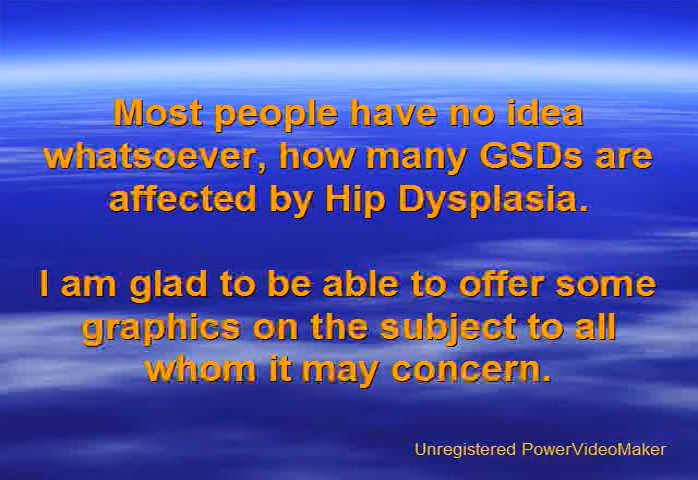 Most people have no idea
whatsoever, how many GSDs are
affected by Hip Dysplasia.
I am glad to be able to offer some
graphics on the subject to all
whom it may concern.
Unregistered PowerVideoMaker